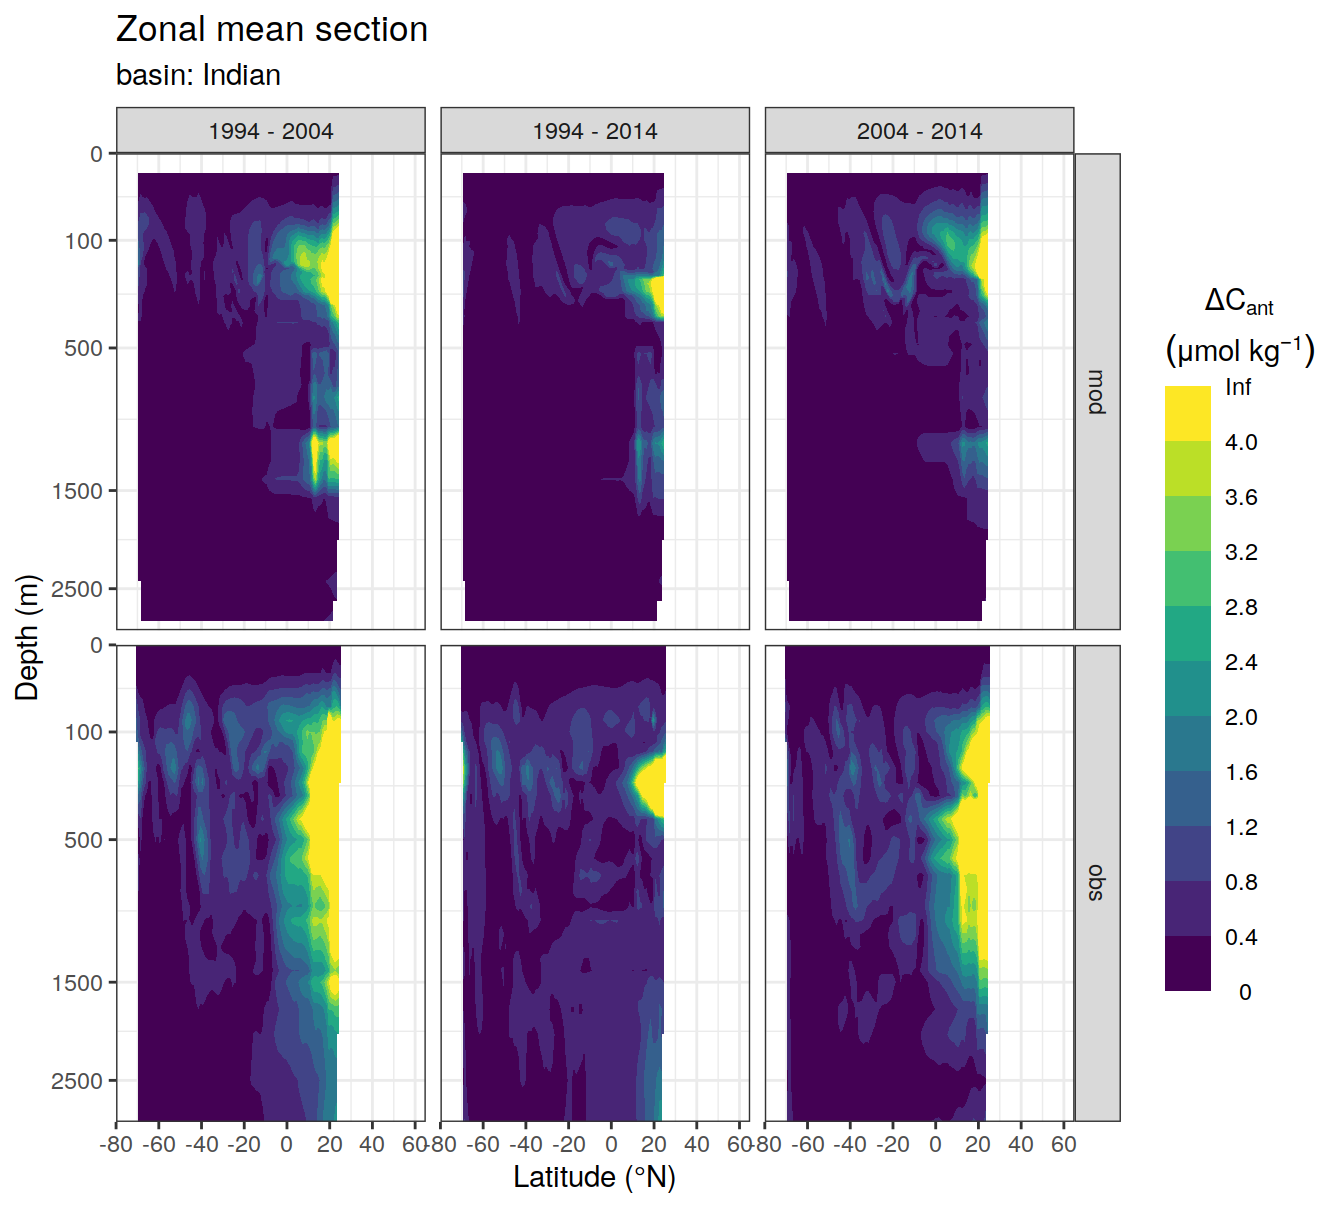 Zonal mean section
basin: Indian
1994 - 2004
1994 - 2014
2004 - 2014
0
100
500
1500
2500
mod
0
100
500
1500
2500
obs
Depth (m)
-80 -60 -40 -20 0 20 40 60
-80 -60 -40 -20 0 20 40 60
-80 -60 -40 -20 0 20 40 60
Latitude (°N)
ΔCant
(μmol kg⁻¹)
Inf
4.0
3.6
3.2
2.8
2.4
2.0
1.6
1.2
0.8
0.4
0